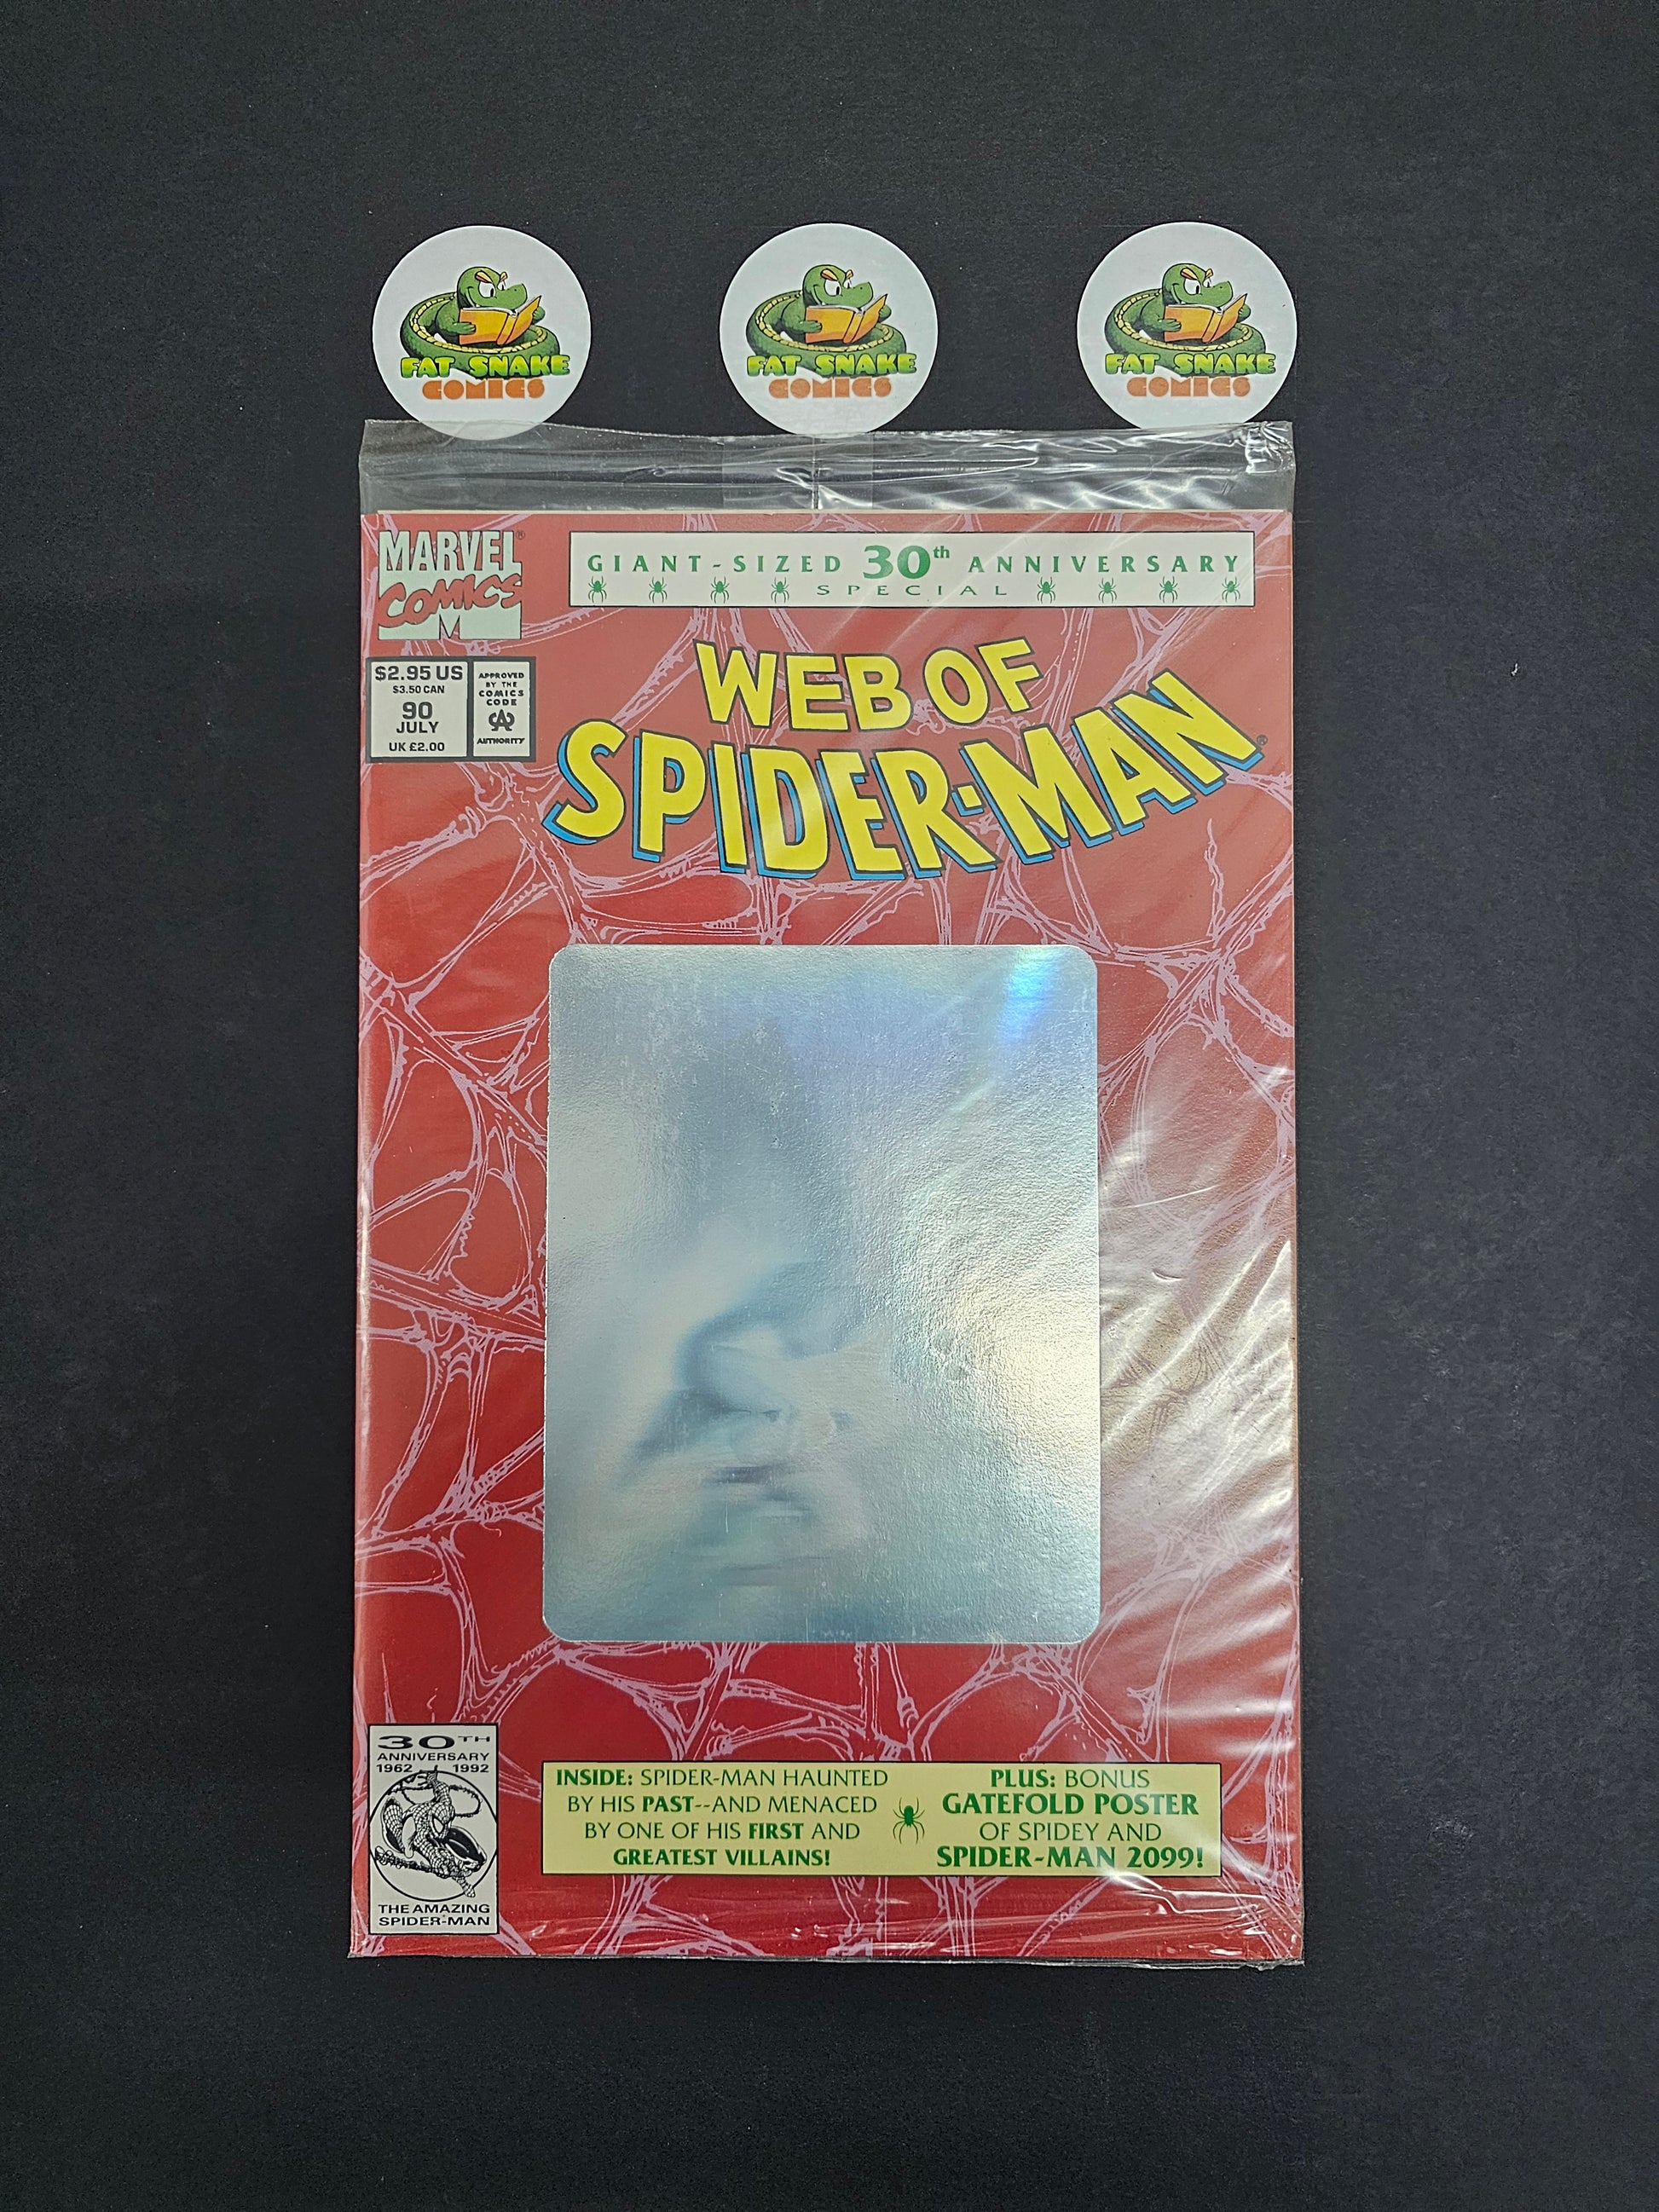 FAT SNAKE
COMICS
FAT SNAKE
COMICS
FAT SNAKE
COMICS
MARVEL®
COMICS
M
GIANT-SIZED 30th ANNIVERSARY
SPECIAL
$2.95 US
$3.50 CAN
90
JULY
UK £2.00
APPROVED
BY THE
COMICS
CODE
CA
AUTHORITY
WEB OF
SPIDER-MAN®
30TH
ANNIVERSARY
1962 1992
THE AMAZING
SPIDER-MAN
INSIDE: SPIDER-MAN HAUNTED
BY HIS PAST--AND MENACED
BY ONE OF HIS FIRST AND
GREATEST VILLAINS!
PLUS: BONUS
GATEFOLD POSTER
OF SPIDEY AND
SPIDER-MAN 2099!